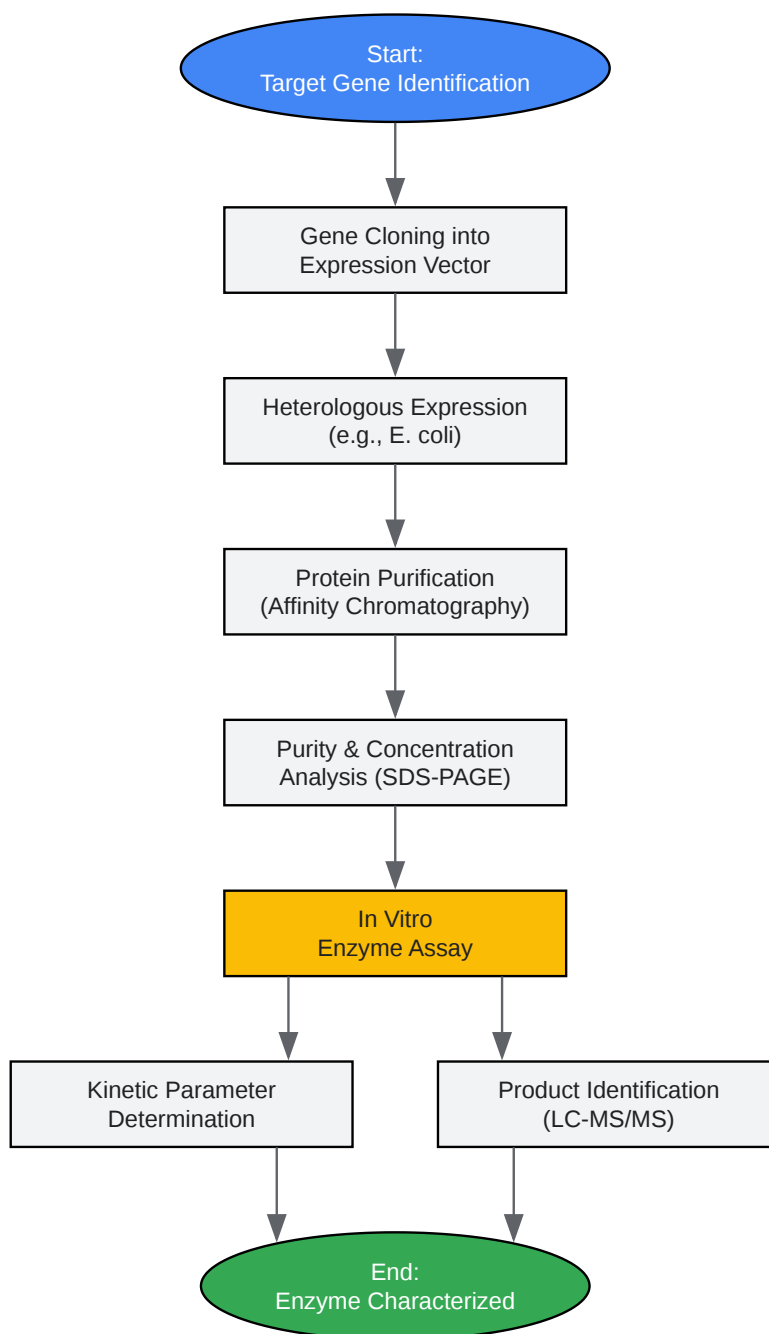 Start:
Target Gene Identification
Gene Cloning into
Expression Vector
Heterologous Expression
(e.g., E. coli)
Protein Purification
(Affinity Chromatography)
Purity & Concentration
Analysis (SDS-PAGE)
In Vitro
Enzyme Assay
Kinetic Parameter
Determination
Product Identification
(LC-MS/MS)
End:
Enzyme Characterized